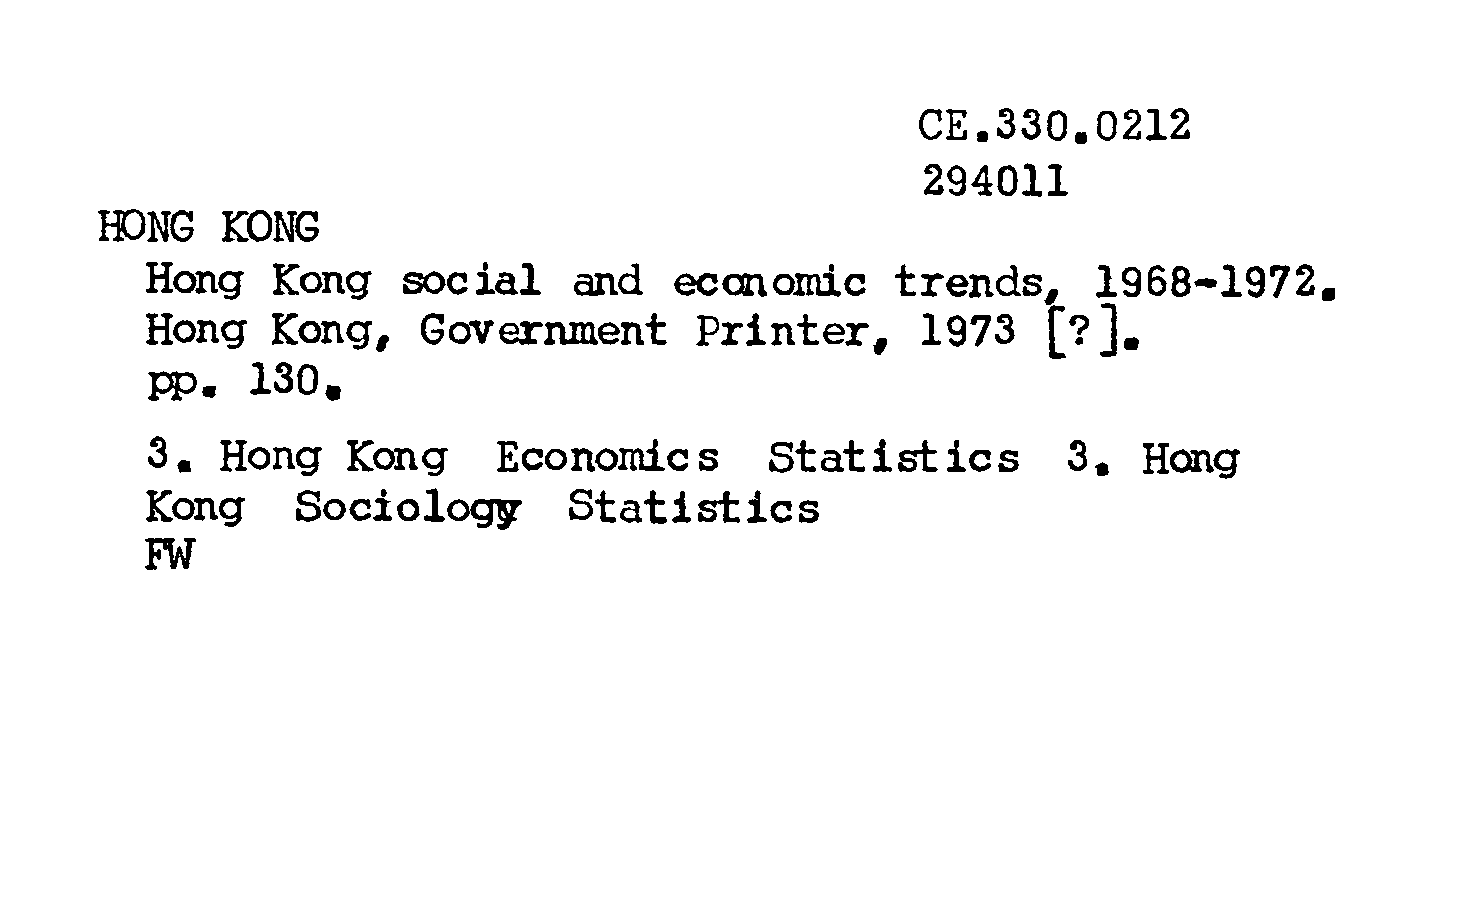 CE.330.0212
294011
HONG KONG
Hong Kong social and economic trends, 1968-1972.
Hong Kong, Government Printer, 1973 [?].
pp. 130.
3. Hong Kong Economics Statistics 3. Hong
Kong Sociology Statistics
FW